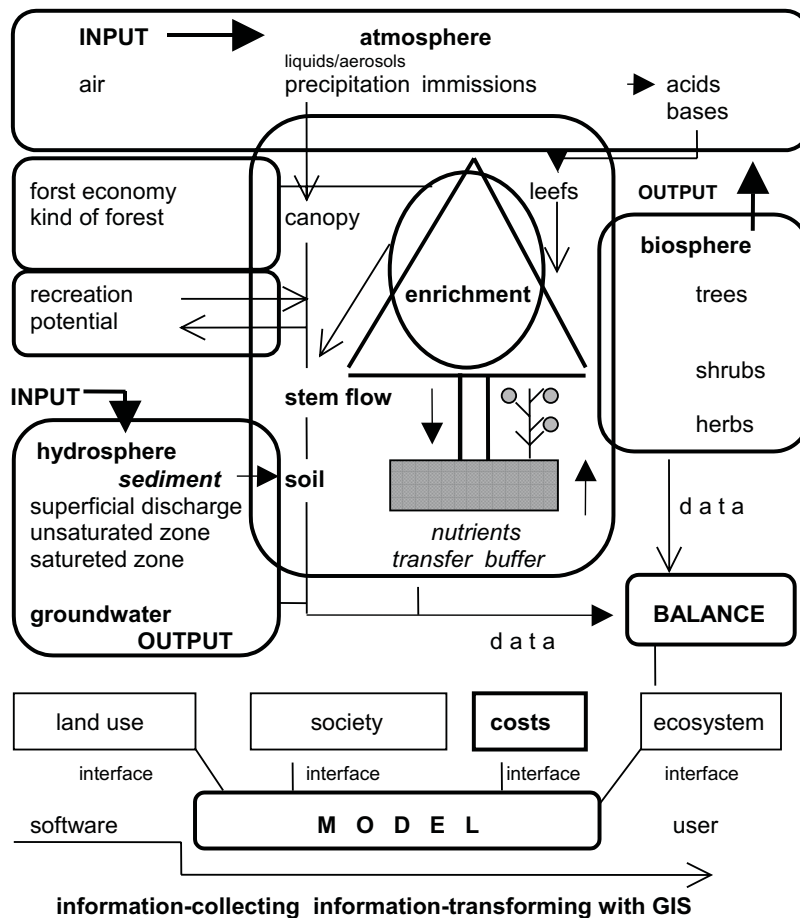 INPUT atmosphere
liquids/aerosols
air precipitation immissions acids
bases
forst economy leefs OUTPUT
kind of forest canopy
biosphere
recreation enrichment trees
potential
shrubs
INPUT stem flow
herbs
hydrosphere
sediment soil
superficial discharge d a t a
unsaturated zone nutrients
satureted zone transfer buffer
groundwater BALANCE
OUTPUT d a t a
land use society costs ecosystem
interface interface interface interface
software M O D E L user
information-collecting information-transforming with GIS